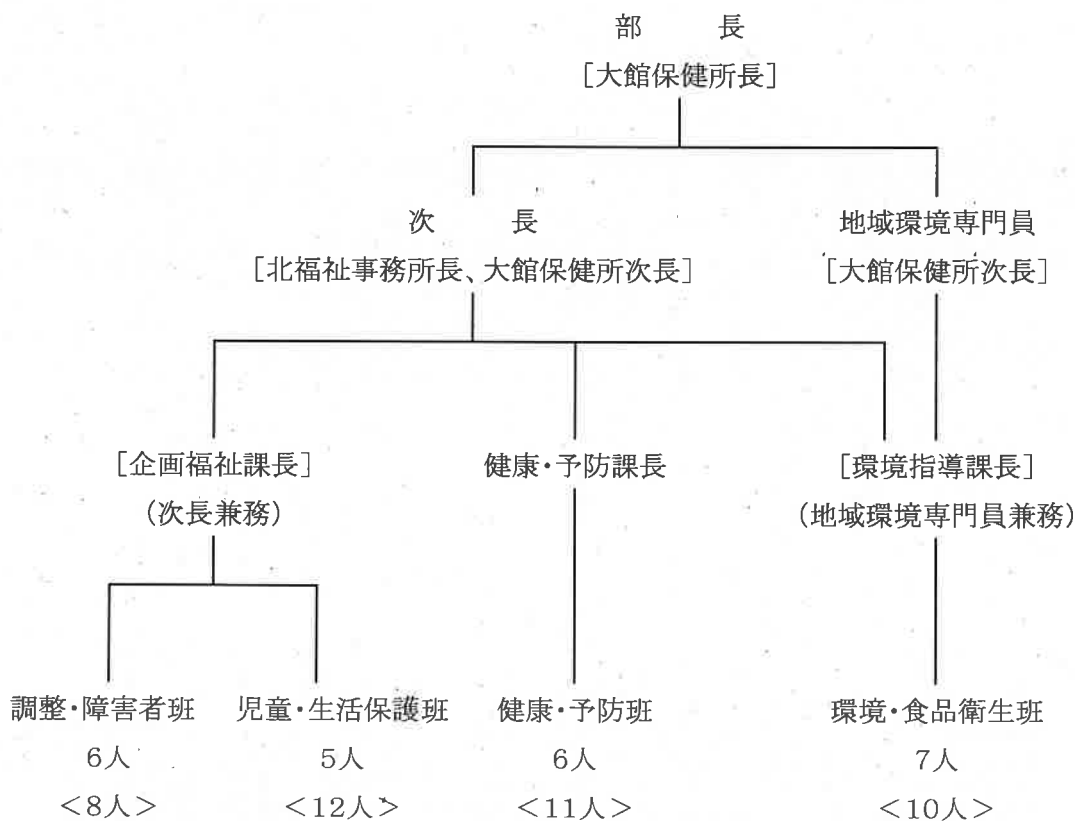 部 長
[大館保健所長]
次 長 地域環境専門員
[北福祉事務所長、大館保健所次長] [大館保健所次長]
[企画福祉課長] 健康・予防課長 [環境指導課長]
(次長兼務) (地域環境専門員兼務)
調整・障害者班 児童・生活保護班 健康・予防班 環境・食品衛生班
6人 5人 6人 7人
<8人> <12人> <11人> <10人>